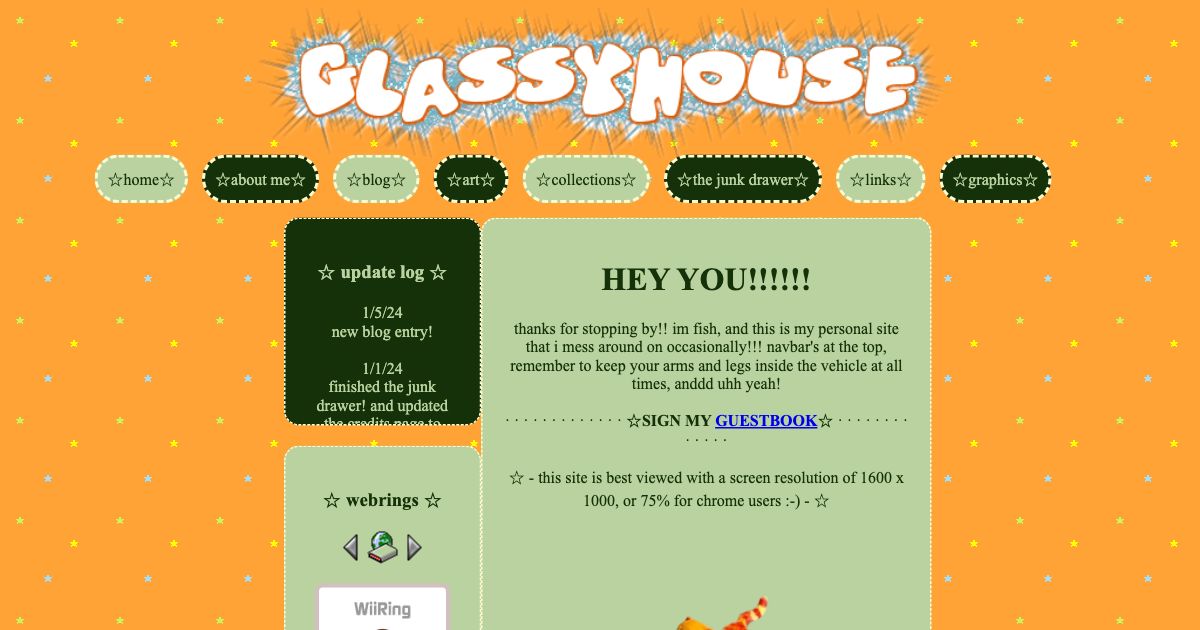 GLASSYHOUSE
☆home☆ ☆about me☆ ☆blog☆ ☆art☆ ☆collections☆ ☆the junk drawer☆ ☆links☆ ☆graphics☆
☆ update log ☆
1/5/24
new blog entry!
1/1/24
finished the junk
drawer! and updated
the credits page to
☆ webrings ☆
WiiRing
HEY YOU!!!!!!
thanks for stopping by!! im fish, and this is my personal site
that i mess around on occasionally!!! navbar's at the top,
remember to keep your arms and legs inside the vehicle at all
times, anddd uhh yeah!
· · · · · · · · · · · · · ☆SIGN MY GUESTBOOK☆ · · · · · · · ·
· · · · ·
☆ - this site is best viewed with a screen resolution of 1600 x
1000, or 75% for chrome users :-) - ☆